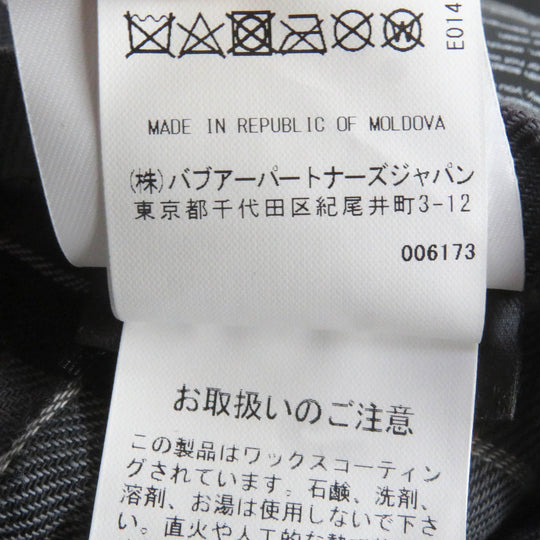 E014
MADE IN REPUBLIC OF MOLDOVA
(株)バブアーパートナーズジャパン
東京都千代田区紀尾井町3-12
006173
お取扱いのご注意
この製品はワックスコーティン
グされています。石鹸、洗剤、
溶剤、お湯は使用しないで下さ
い。直火や人工的な熱で